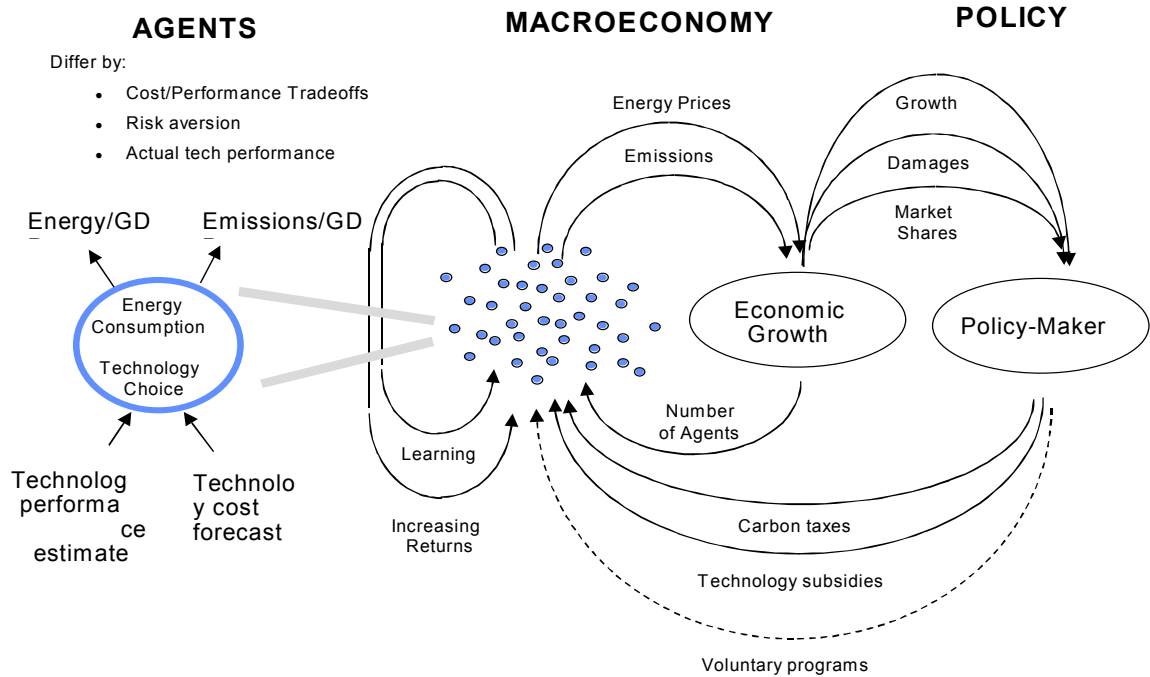 AGENTS
MACROECONOMY
POLICY
Differ by:
• Cost/Performance Tradeoffs
• Risk aversion
• Actual tech performance
Energy Prices
Emissions
Growth
Damages
Market
Shares
Energy/GD
Emissions/GD
Energy
Consumption
Technology
Choice
Economic
Growth
Policy-Maker
Number
of Agents
Learning
Technolog
performa
ce
estimate
Technolo
y cost
forecast
Increasing
Returns
Carbon taxes
Technology subsidies
Voluntary programs